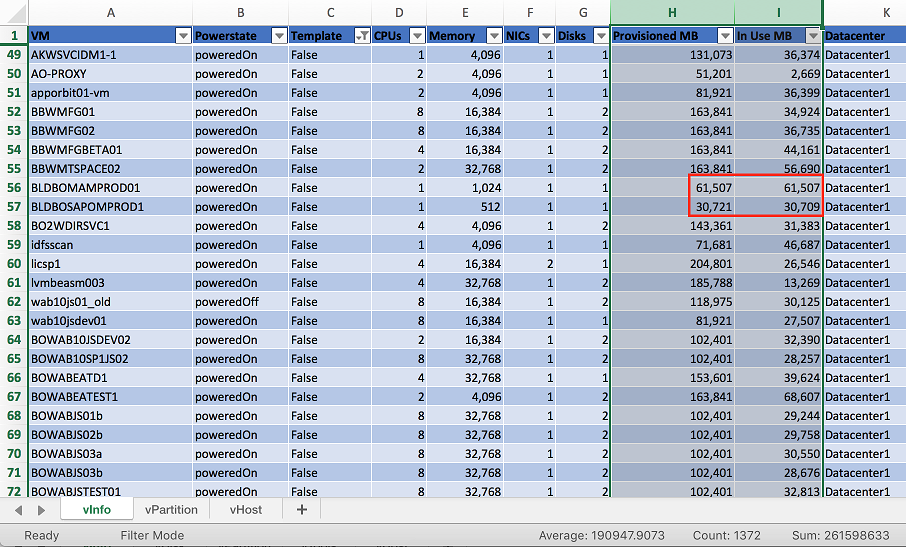 A B C D E F G H I K
1 VM Powerstate Template CPUs Memory NICs Disks Provisioned MB In Use MB Datacenter
49 AKWSVCIDM1-1 poweredOn False 1 4,096 1 1 131,073 36,374 Datacenter1
50 AO-PROXY poweredOn False 2 4,096 1 1 51,201 2,669 Datacenter1
51 apporbit01-vm poweredOn False 2 4,096 1 1 81,921 36,399 Datacenter1
52 BBWMFG01 poweredOn False 8 16,384 1 2 163,841 34,924 Datacenter1
53 BBWMFG02 poweredOn False 8 16,384 1 2 163,841 36,735 Datacenter1
54 BBWMFGBETA01 poweredOn False 4 16,384 1 2 163,841 44,161 Datacenter1
55 BBWMTSPACE02 poweredOn False 2 32,768 1 2 163,841 56,690 Datacenter1
56 BLDBOMAMPROD01 poweredOn False 1 1,024 1 1 61,507 61,507 Datacenter1
57 BLDBOSAPOMPROD1 poweredOn False 1 512 1 1 30,721 30,709 Datacenter1
58 BO2WDIRSVC1 poweredOn False 4 4,096 1 2 143,361 31,383 Datacenter1
59 idfsscan poweredOn False 1 4,096 1 1 71,681 46,687 Datacenter1
60 licsp1 poweredOn False 4 16,384 2 1 204,801 26,546 Datacenter1
61 lvmbeasm003 poweredOn False 4 32,768 1 2 185,788 13,269 Datacenter1
62 wab10js01_old poweredOff False 8 16,384 1 2 118,975 30,125 Datacenter1
63 wab10jsdev01 poweredOn False 8 16,384 1 1 81,921 27,507 Datacenter1
64 BOWAB10JSDEV02 poweredOn False 2 16,384 1 2 102,401 32,390 Datacenter1
65 BOWAB10SP1JS02 poweredOn False 8 32,768 1 2 102,401 28,257 Datacenter1
66 BOWABEATD1 poweredOn False 4 32,768 1 1 153,601 39,624 Datacenter1
67 BOWABEATEST1 poweredOn False 2 4,096 1 2 163,841 68,607 Datacenter1
68 BOWABJS01b poweredOn False 8 32,768 1 2 102,401 29,244 Datacenter1
69 BOWABJS02b poweredOn False 8 32,768 1 2 102,401 29,758 Datacenter1
70 BOWABJS03a poweredOn False 8 32,768 1 2 102,401 30,550 Datacenter1
71 BOWABJS03b poweredOn False 8 32,768 1 2 102,401 28,676 Datacenter1
72 BOWABJSTEST01 poweredOn False 8 32,768 1 2 102,401 32,813 Datacenter1
vInfo vPartition vHost +
Ready Filter Mode Average: 190947.9073 Count: 1372 Sum: 261598633